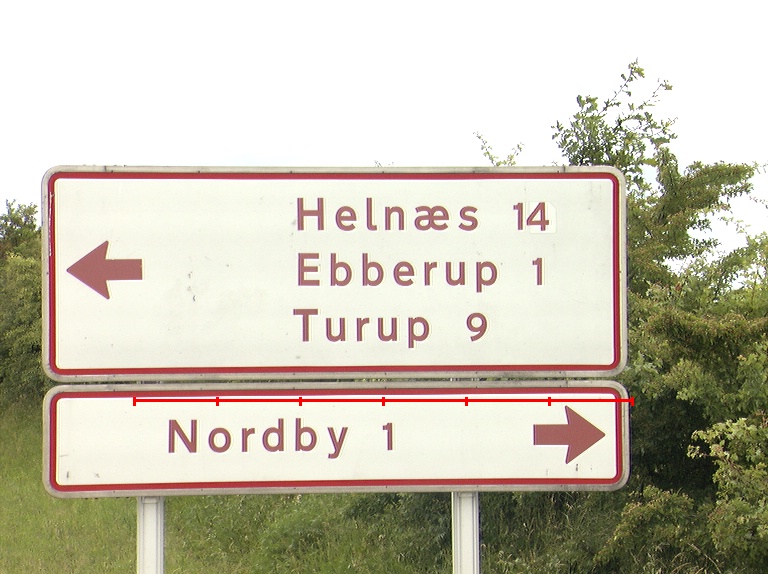 Helnæs 14
Ebberup 1
Turup 9
Nordby 1